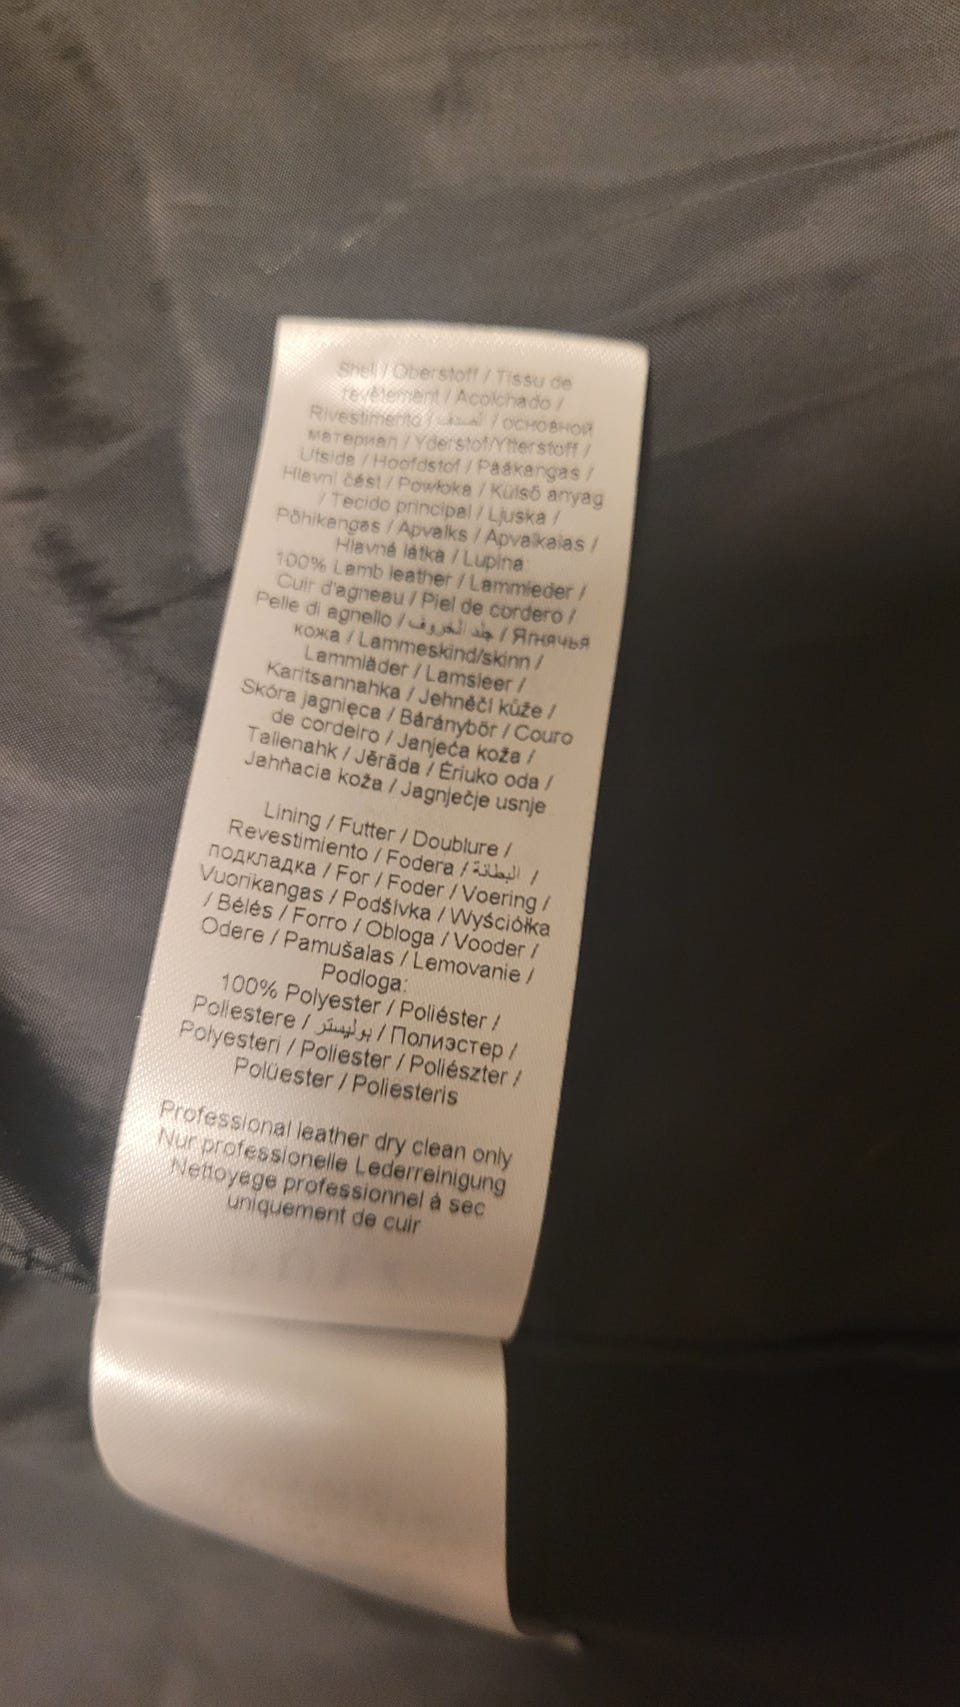 Shell / Oberstoff / Tissu de
revêtement / Acolchado /
Rivestimento / الصدف / основной
материал / Yderstof/Ytterstoff /
Utsida / Hoofdstof / Pääkangas /
Hlavní část / Powłoka / Külső anyag
/ Tecido principal / Ljuska /
Põhikangas / Apvalks / Apvalkalas /
Hlavná látka / Lupina:
100% Lamb leather / Lammleder /
Cuir d'agneau / Piel de cordero /
Pelle di agnello / جلد الخروف / Ягнячья
кожа / Lammeskind/skinn /
Lammläder / Lamsleer /
Karitsannahka / Jehněčí kůže /
Skóra jagnięca / Báránybőr / Couro
de cordeiro / Janjeća koža /
Tallenahk / Jērāda / Ėriuko oda /
Jahňacia koža / Jagnječje usnje
Lining / Futter / Doublure /
Revestimiento / Fodera / البطانة /
подкладка / For / Foder / Voering /
Vuorikangas / Podšívka / Wyściółka
/ Bélés / Forro / Obloga / Vooder /
Odere / Pamušalas / Lemovanie /
Podloga:
100% Polyester / Poliéster /
Poliestere / بوليستر / Полиэстер /
Polyesteri / Poliester / Poliészter /
Polüester / Poliesteris
Professional leather dry clean only
Nur professionelle Lederreinigung
Nettoyage professionnel à sec
uniquement de cuir